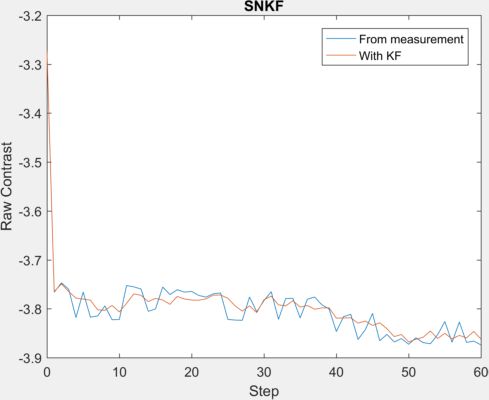 SNKF
-3.2
From measurement
With KF
-3.3
-3.4
-3.5
-3.6
-3.7
-3.8
-3.9
Raw Contrast
0 10 20 30 40 50 60
Step